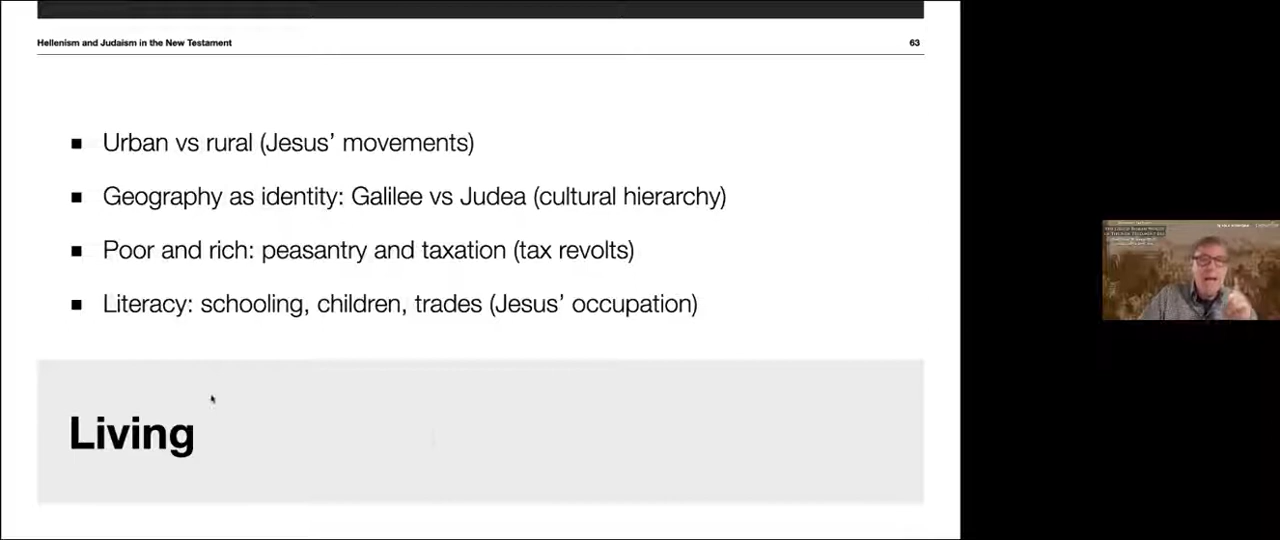 Hellenism and Judaism in the New Testament 63
Urban vs rural (Jesus’ movements)
Geography as identity: Galilee vs Judea (cultural hierarchy)
Poor and rich: peasantry and taxation (tax revolts)
Literacy: schooling, children, trades (Jesus’ occupation)
Living